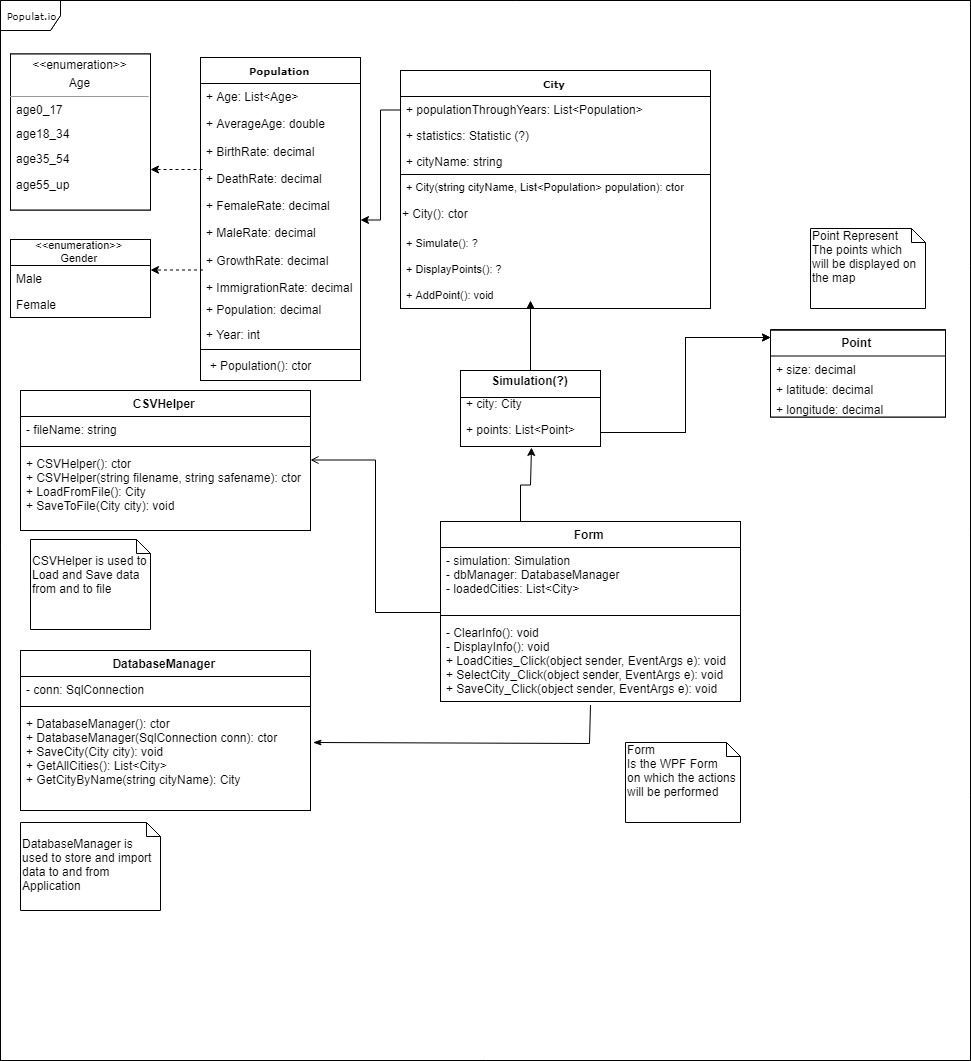 Populat.io
<<enumeration>>
Age
age0_17
age18_34
age35_54
age55_up
<<enumeration>>
Gender
Male
Female
Population
+ Age: List<Age>
+ AverageAge: double
+ BirthRate: decimal
+ DeathRate: decimal
+ FemaleRate: decimal
+ MaleRate: decimal
+ GrowthRate: decimal
+ ImmigrationRate: decimal
+ Population: decimal
+ Year: int
+ Population(): ctor
City
+ populationThroughYears: List<Population>
+ statistics: Statistic (?)
+ cityName: string
+ City(string cityName, List<Population> population): ctor
+ City(): ctor
+ Simulate(): ?
+ DisplayPoints(): ?
+ AddPoint(): void
Point Represent
The points which
will be displayed on
the map
Point
+ size: decimal
+ latitude: decimal
+ longitude: decimal
Simulation(?)
+ city: City
+ points: List<Point>
CSVHelper
- fileName: string
+ CSVHelper(): ctor
+ CSVHelper(string filename, string safename): ctor
+ LoadFromFile(): City
+ SaveToFile(City city): void
CSVHelper is used to
Load and Save data
from and to file
Form
- simulation: Simulation
- dbManager: DatabaseManager
- loadedCities: List<City>
- ClearInfo(): void
- DisplayInfo(): void
+ LoadCities_Click(object sender, EventArgs e): void
+ SelectCity_Click(object sender, EventArgs e): void
+ SaveCity_Click(object sender, EventArgs e): void
DatabaseManager
- conn: SqlConnection
+ DatabaseManager(): ctor
+ DatabaseManager(SqlConnection conn): ctor
+ SaveCity(City city): void
+ GetAllCities(): List<City>
+ GetCityByName(string cityName): City
Form
Is the WPF Form
on which the actions
will be performed
DatabaseManager is
used to store and import
data to and from
Application